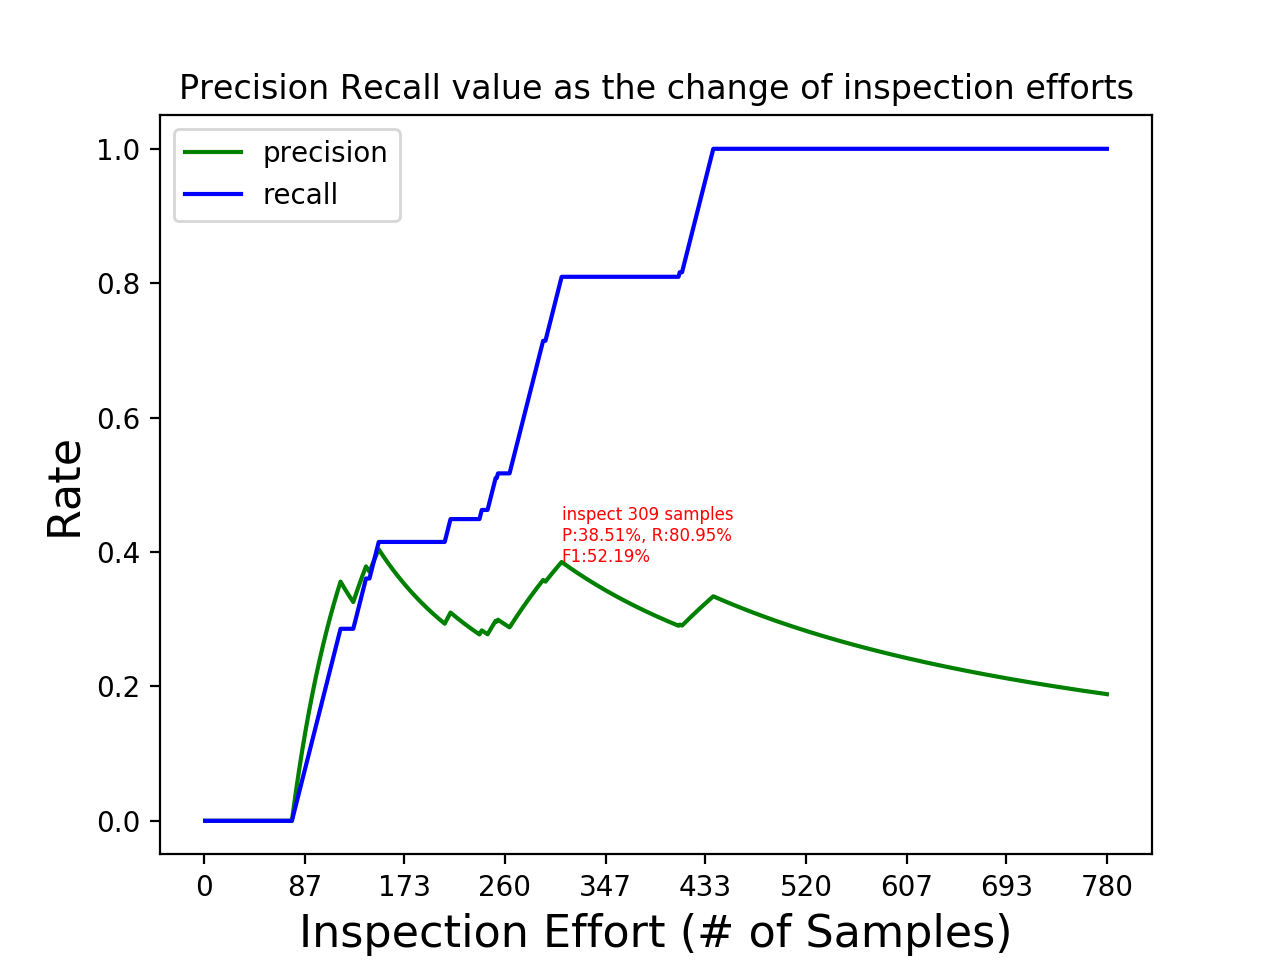 Precision Recall value as the change of inspection efforts
precision
recall
1.0
0.8
0.6
0.4
0.2
0.0
Rate
inspect 309 samples
P:38.51%, R:80.95%
F1:52.19%
0 87 173 260 347 433 520 607 693 780
Inspection Effort (# of Samples)